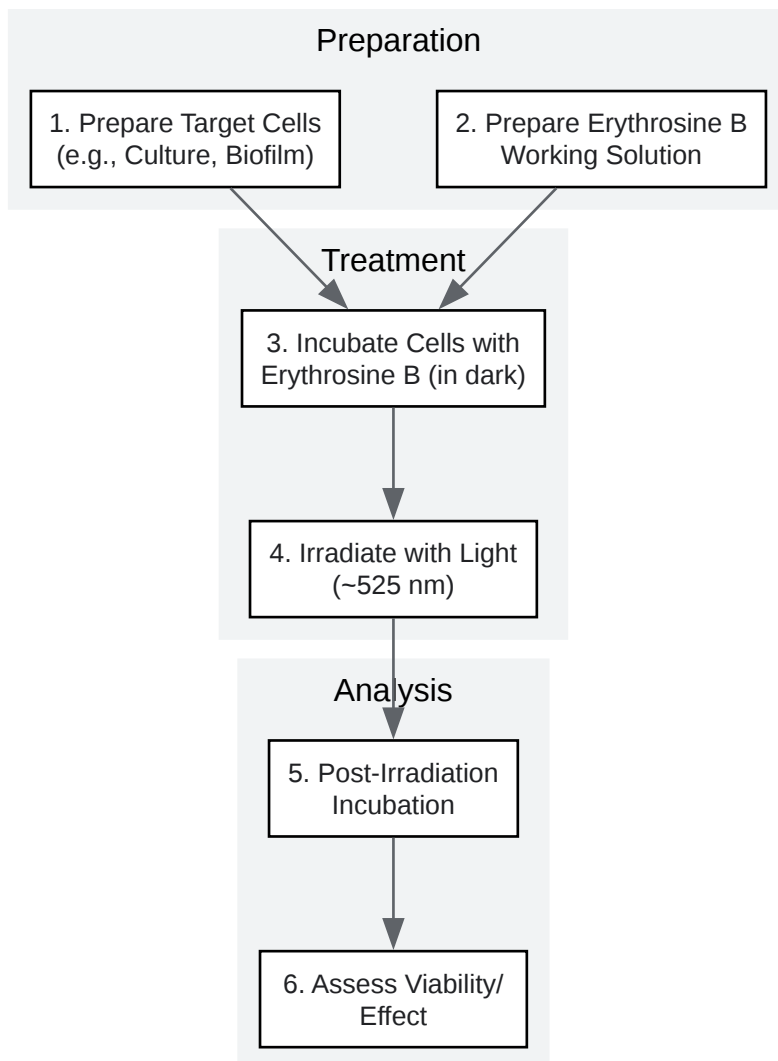 Preparation
1. Prepare Target Cells
(e.g., Culture, Biofilm)
2. Prepare Erythrosine B
Working Solution
Treatment
3. Incubate Cells with
Erythrosine B (in dark)
4. Irradiate with Light
(~525 nm)
Analysis
5. Post-Irradiation
Incubation
6. Assess Viability/
Effect